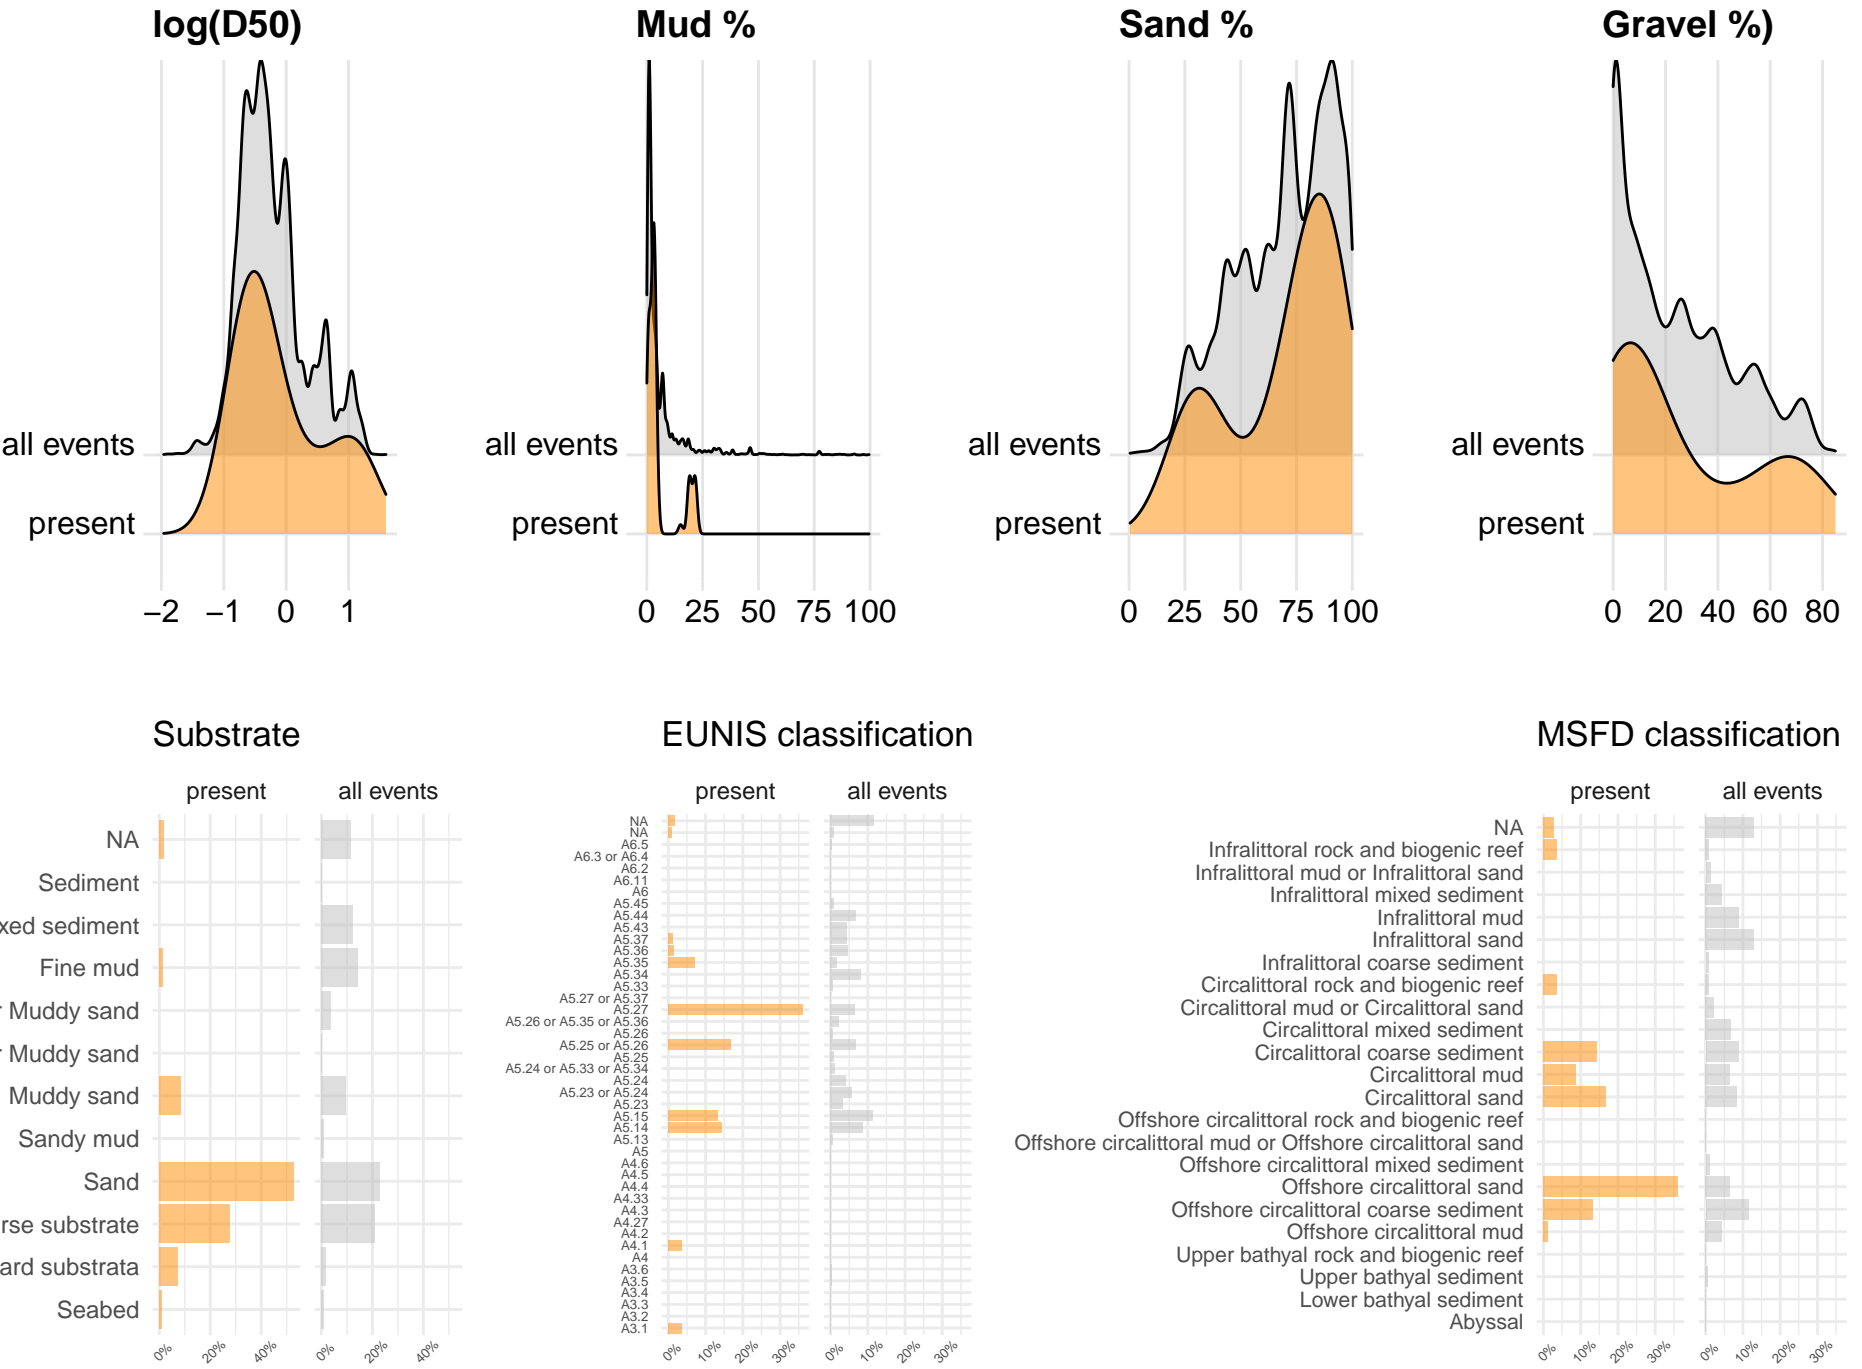 log(D50)
Mud %
Sand %
Gravel %)
all events
present
−2 −1 0 1
all events
present
0 25 50 75 100
all events
present
0 25 50 75 100
all events
present
0 20 40 60 80
Substrate
present all events
NA
Sediment
xed sediment
Fine mud
r Muddy sand
r Muddy sand
Muddy sand
Sandy mud
Sand
rse substrate
ard substrata
Seabed
0% 20% 40% 0% 20% 40%
EUNIS classification
present all events
NA
NA
A6.5
A6.3 or A6.4
A6.2
A6.11
A6
A5.45
A5.44
A5.43
A5.37
A5.36
A5.35
A5.34
A5.33
A5.27 or A5.37
A5.27
A5.26 or A5.35 or A5.36
A5.26
A5.25 or A5.26
A5.25
A5.24 or A5.33 or A5.34
A5.24
A5.23 or A5.24
A5.23
A5.15
A5.14
A5.13
A5
A4.6
A4.5
A4.4
A4.33
A4.3
A4.27
A4.2
A4.1
A4
A3.6
A3.5
A3.4
A3.3
A3.2
A3.1
0% 10% 20% 30% 0% 10% 20% 30%
MSFD classification
present all events
NA
Infralittoral rock and biogenic reef
Infralittoral mud or Infralittoral sand
Infralittoral mixed sediment
Infralittoral mud
Infralittoral sand
Infralittoral coarse sediment
Circalittoral rock and biogenic reef
Circalittoral mud or Circalittoral sand
Circalittoral mixed sediment
Circalittoral coarse sediment
Circalittoral mud
Circalittoral sand
Offshore circalittoral rock and biogenic reef
Offshore circalittoral mud or Offshore circalittoral sand
Offshore circalittoral mixed sediment
Offshore circalittoral sand
Offshore circalittoral coarse sediment
Offshore circalittoral mud
Upper bathyal rock and biogenic reef
Upper bathyal sediment
Lower bathyal sediment
Abyssal
0% 10% 20% 30% 0% 10% 20% 30%